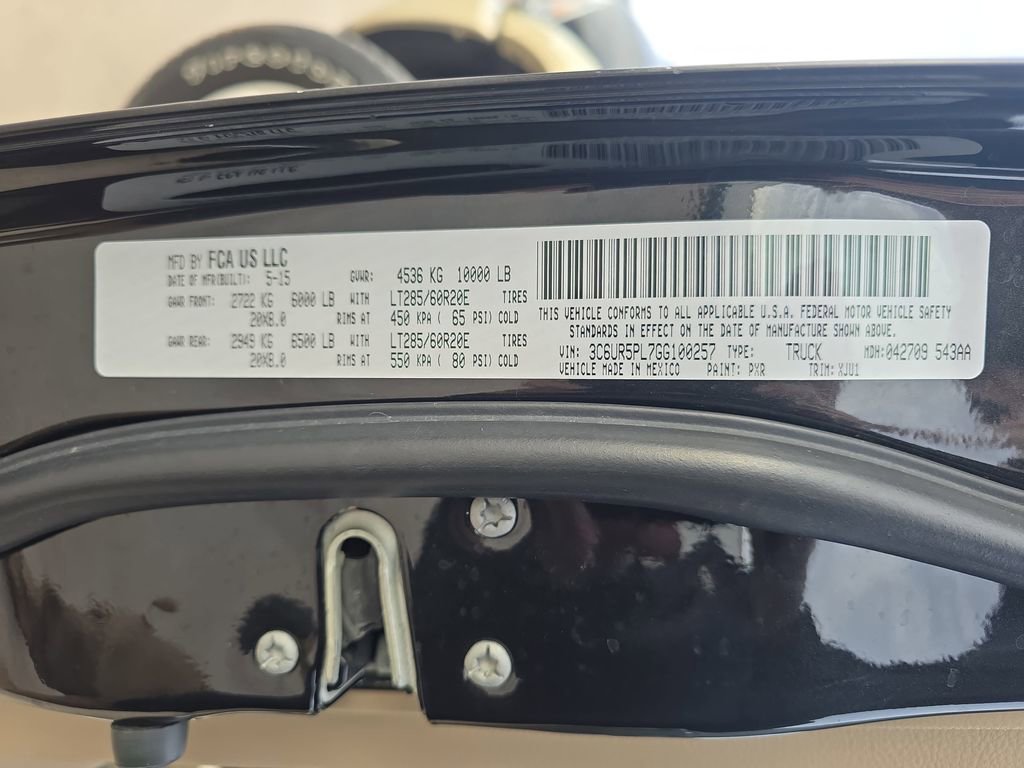 Firestone
MFD BY FCA US LLC
DATE OF MFR(BUILT): 5-15 GVWR: 4536 KG 10000 LB
GAWR FRONT: 2722 KG 6000 LB WITH LT285/60R20E TIRES
20X8.0 RIMS AT 450 KPA ( 65 PSI) COLD
GAWR REAR: 2949 KG 6500 LB WITH LT285/60R20E TIRES
20X8.0 RIMS AT 550 KPA ( 80 PSI) COLD
THIS VEHICLE CONFORMS TO ALL APPLICABLE U.S.A. FEDERAL MOTOR VEHICLE SAFETY
STANDARDS IN EFFECT ON THE DATE OF MANUFACTURE SHOWN ABOVE.
VIN: 3C6UR5PL7GG100257 TYPE: TRUCK MDH:042709 543AA
VEHICLE MADE IN MEXICO PAINT: PXR TRIM: XJU1